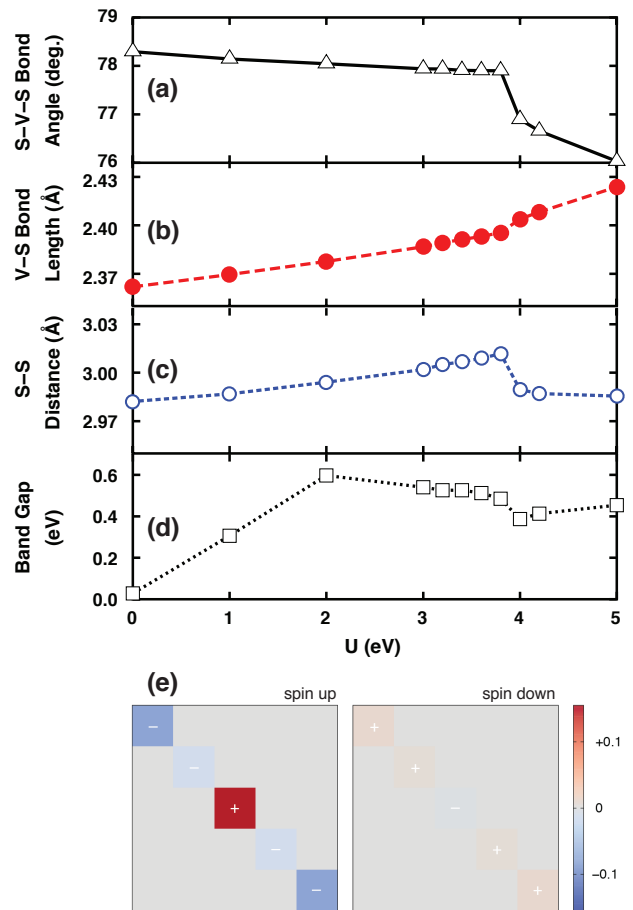 79
78
77
76
S–V–S Bond
Angle (deg.)
(a)
2.43
2.40
2.37
V–S Bond
Length (Å)
(b)
3.03
3.00
2.97
S–S
Distance (Å)
(c)
0.6
0.4
0.2
0.0
Band Gap
(eV)
(d)
0 1 2 3 4 5
U (eV)
(e)
spin up spin down
− +
− +
+ −
− +
− +
+0.1
0
−0.1